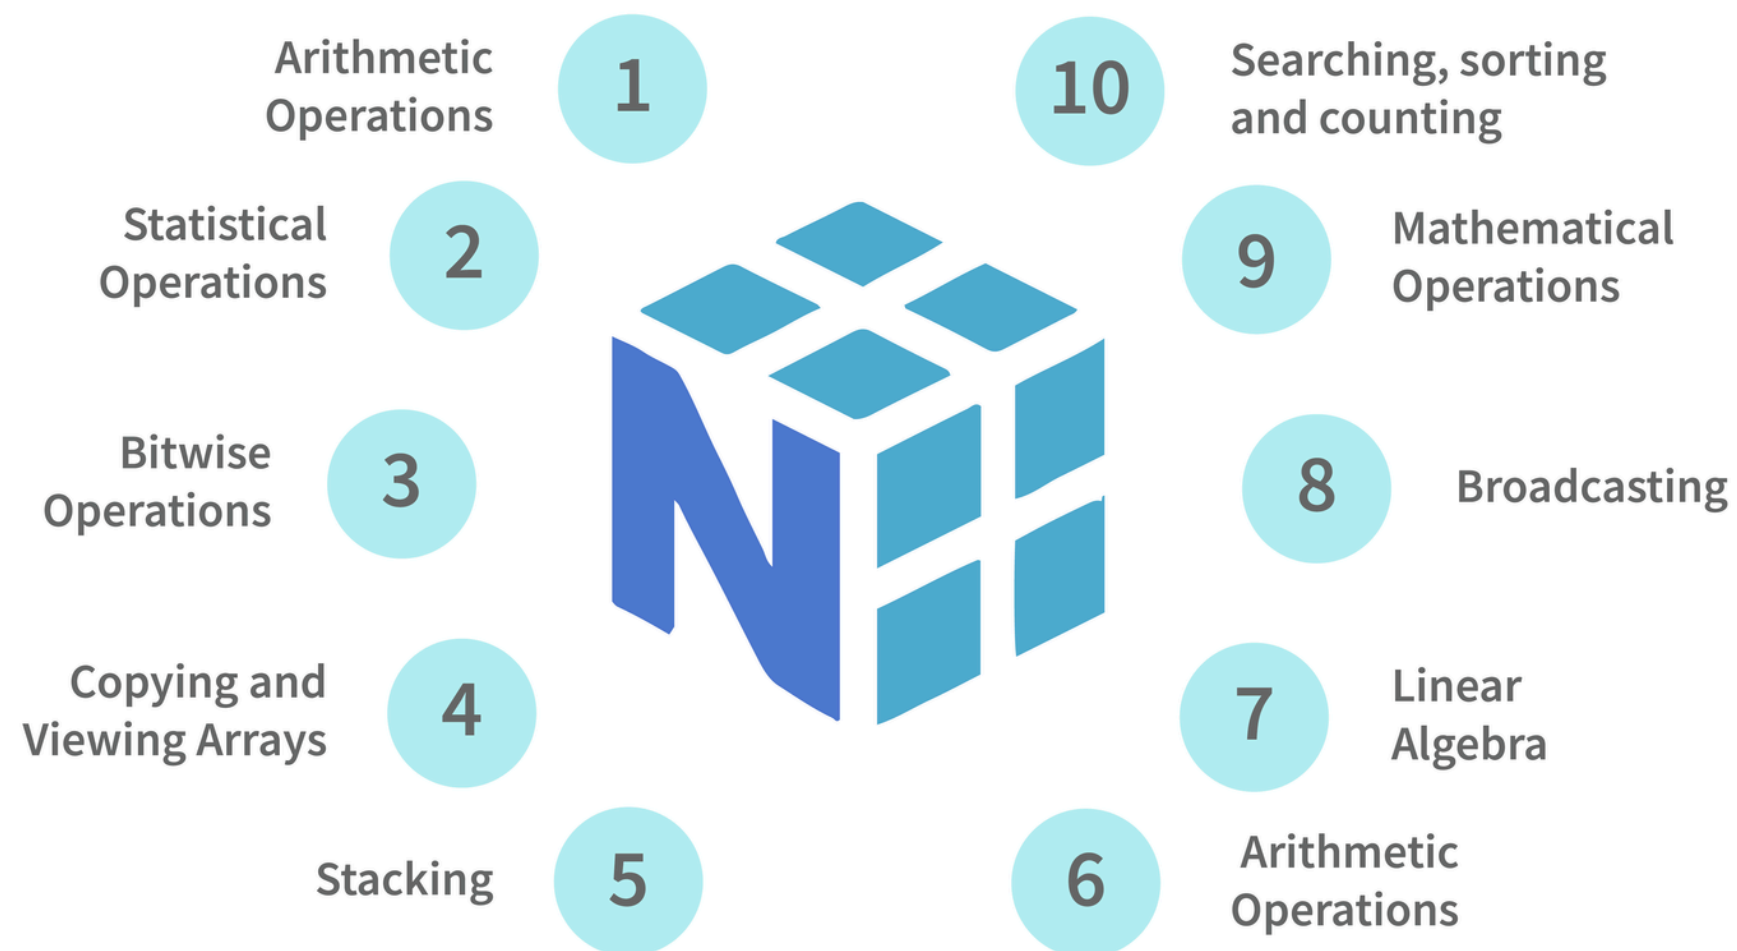 Arithmetic
Operations
1
Statistical
Operations
2
Bitwise
Operations
3
Copying and
Viewing Arrays
4
Stacking
5
6
Arithmetic
Operations
7
Linear
Algebra
8
Broadcasting
9
Mathematical
Operations
10
Searching, sorting
and counting
N